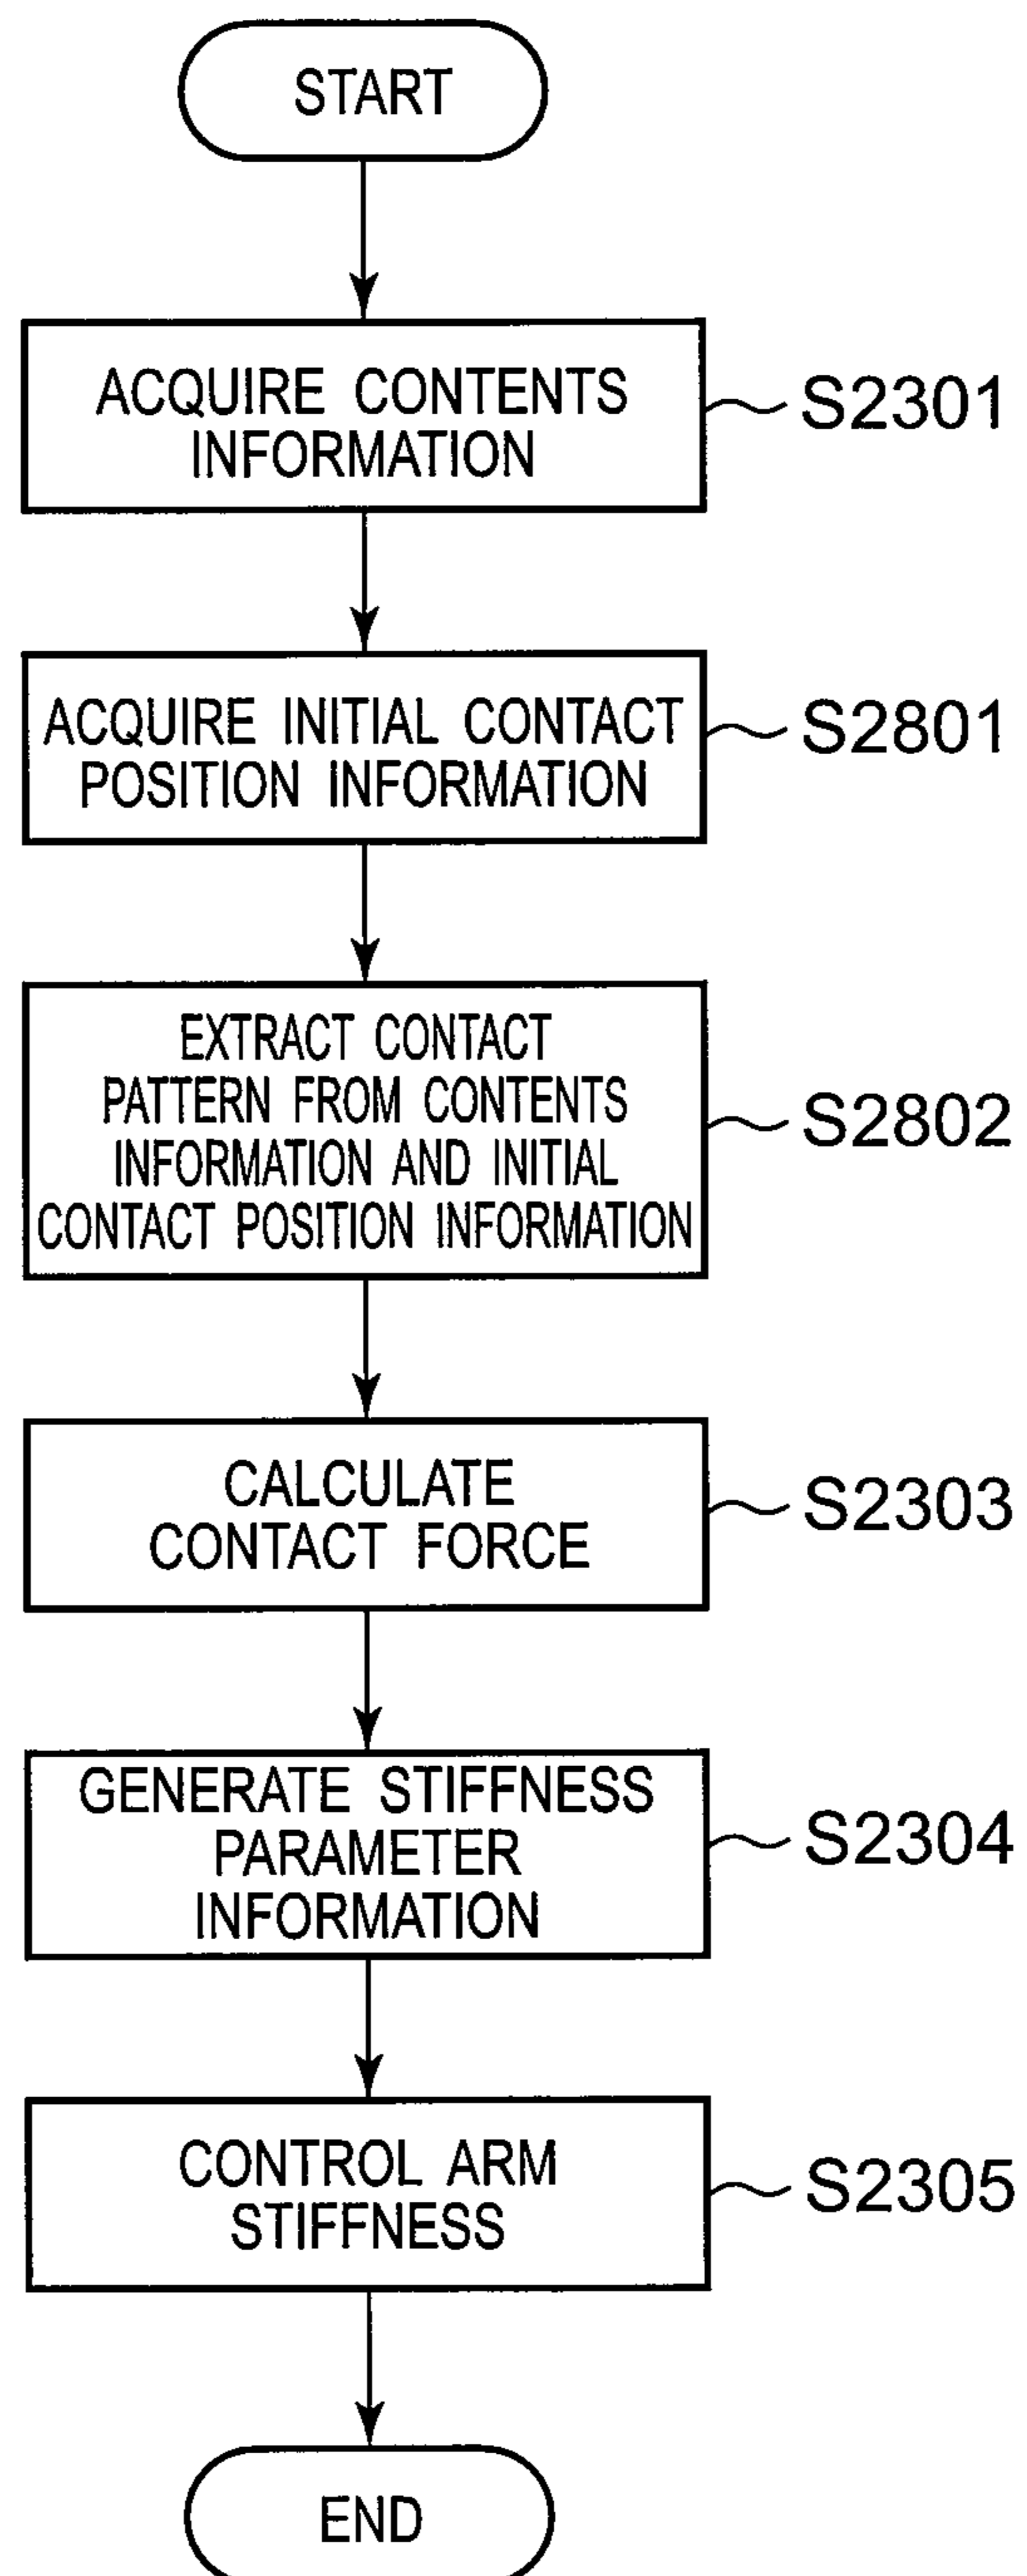 START
ACQUIRE CONTENTS
INFORMATION
S2301
ACQUIRE INITIAL CONTACT
POSITION INFORMATION
S2801
EXTRACT CONTACT
PATTERN FROM CONTENTS
INFORMATION AND INITIAL
CONTACT POSITION INFORMATION
S2802
CALCULATE
CONTACT FORCE
S2303
GENERATE STIFFNESS
PARAMETER
INFORMATION
S2304
CONTROL ARM
STIFFNESS
S2305
END